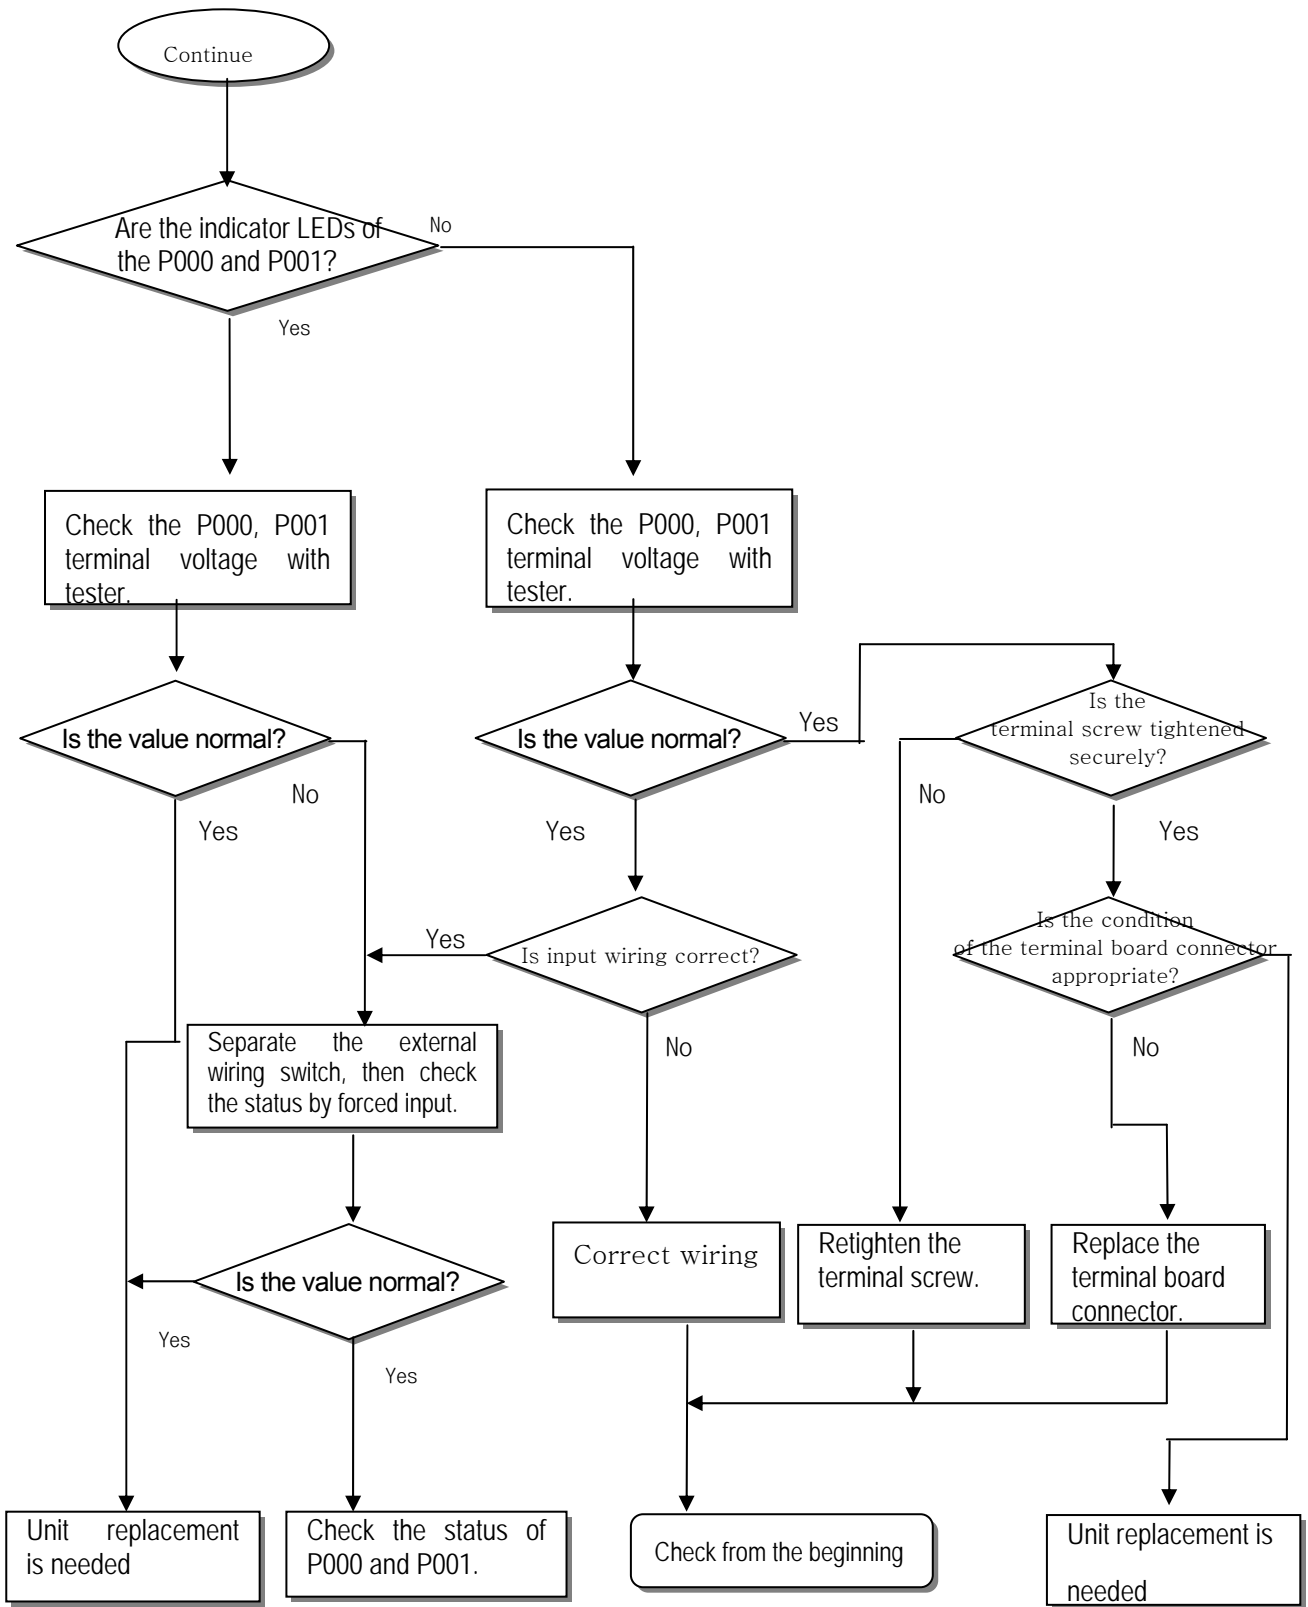 Continue
Are the indicator LEDs of
the P000 and P001?
No
Yes
Check the P000, P001
terminal voltage with
tester.
Check the P000, P001
terminal voltage with
tester.
Is the value normal?
No
Yes
Is the value normal?
Yes
Yes
Is the
terminal screw tightened
securely?
No
Yes
Is input wiring correct?
Yes
No
Is the condition
of the terminal board connector
appropriate?
No
Separate the external
wiring switch, then check
the status by forced input.
Is the value normal?
Yes
Yes
Correct wiring
Retighten the
terminal screw.
Replace the
terminal board
connector.
Unit replacement
is needed
Check the status of
P000 and P001.
Check from the beginning
Unit replacement is
needed